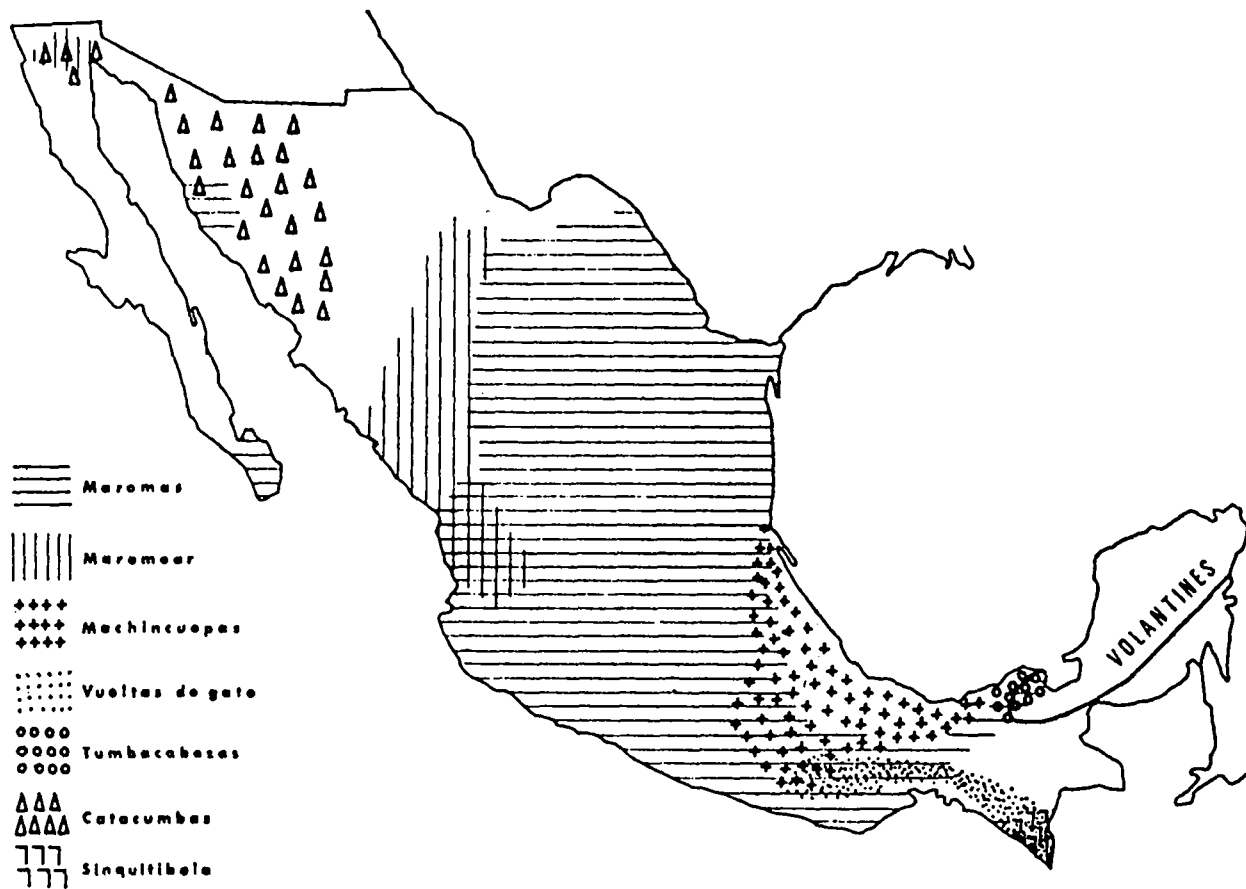 Maromas
Maromear
Machincuepas
Vueltas de gato
Tumbacabezas
Catacumbas
Sinquitibela
VOLANTINES